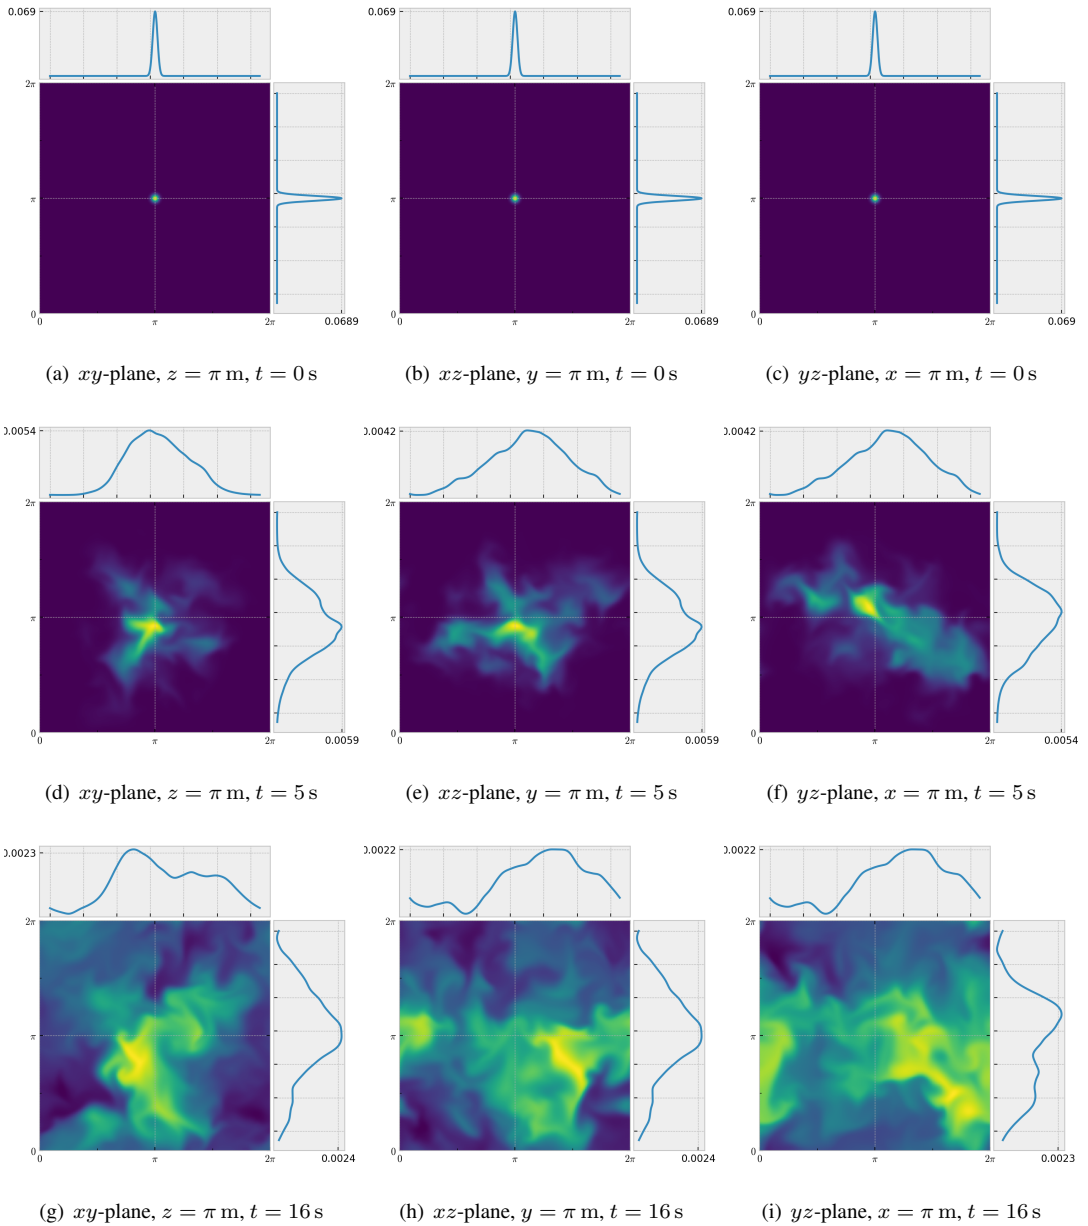 0.069 0.069 0.069
2π 2π 2π
π π π
0 0 0
0 π 2π 0.0689 0 π 2π 0.0689 0 π 2π 0.069
(a) xy-plane, z = π m, t = 0 s (b) xz-plane, y = π m, t = 0 s (c) yz-plane, x = π m, t = 0 s
0.0054 0.0042 0.0042
2π 2π 2π
π π π
0 0 0
0 π 2π 0.0059 0 π 2π 0.0059 0 π 2π 0.0054
(d) xy-plane, z = π m, t = 5 s (e) xz-plane, y = π m, t = 5 s (f) yz-plane, x = π m, t = 5 s
0.0023 0.0022 0.0022
2π 2π 2π
π π π
0 0 0
0 π 2π 0.0024 0 π 2π 0.0024 0 π 2π 0.0023
(g) xy-plane, z = π m, t = 16 s (h) xz-plane, y = π m, t = 16 s (i) yz-plane, x = π m, t = 16 s